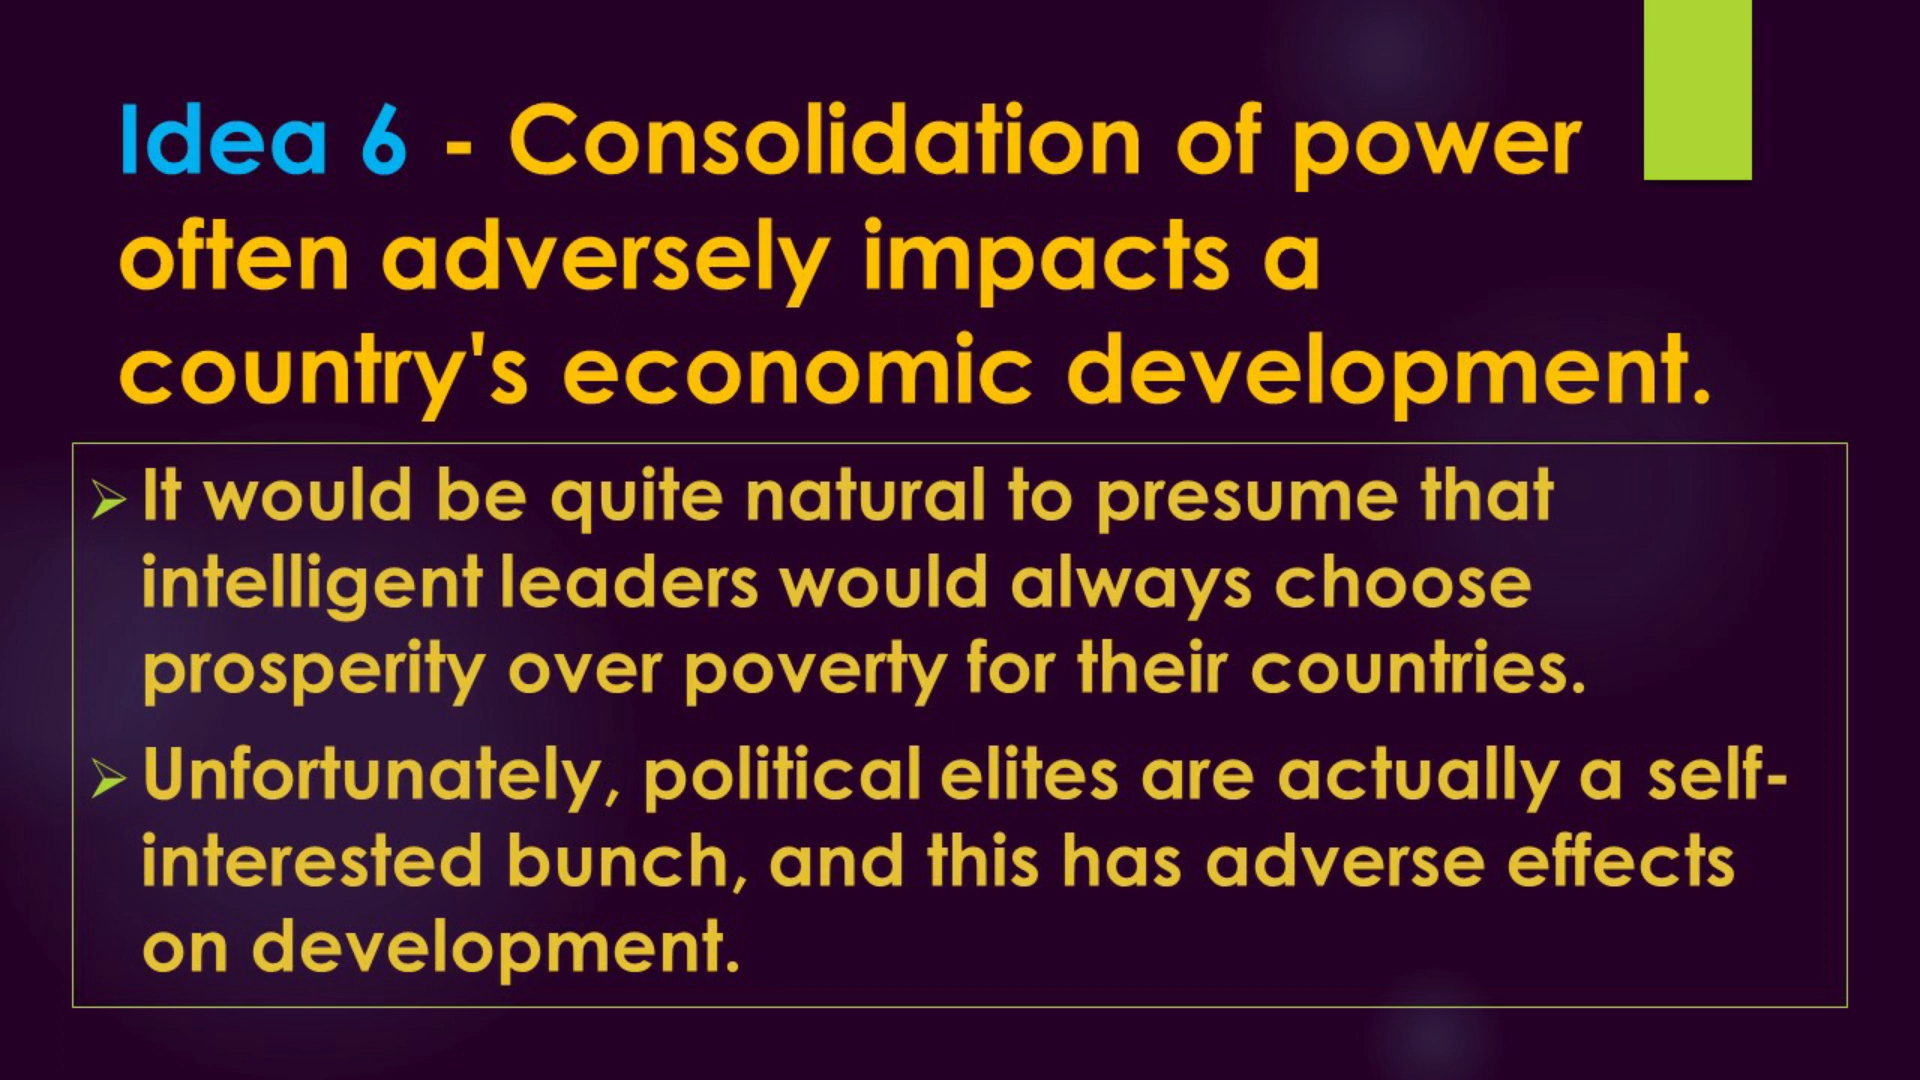 Idea 6 - Consolidation of power
often adversely impacts a
country's economic development.
➢ It would be quite natural to presume that
intelligent leaders would always choose
prosperity over poverty for their countries.
➢ Unfortunately, political elites are actually a self-
interested bunch, and this has adverse effects
on development.